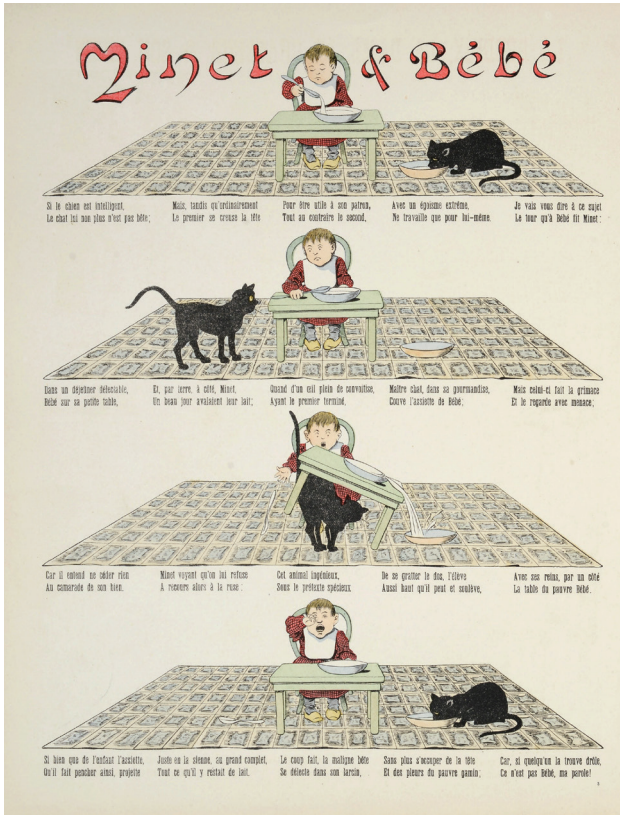 Minet & Bébé
Si le chien est intelligent,
Le chat lui non plus n'est pas bête;
Mais, tandis qu'ordinairement
Le premier se creuse la tête
Pour être utile à son patron,
Tout au contraire le second,
Avec un égoïsme extrême,
Ne travaille que pour lui-même.
Je vais vous dire à ce sujet
Le tour qu'à Bébé fit Minet:
Dans un déjeuner délectable,
Bébé sur sa petite table,
Et, par terre, à côté, Minet,
Un beau jour avalaient leur lait;
Quand d'un œil plein de convoitise,
Ayant le premier terminé,
Maître chat, dans sa gourmandise,
Couve l'assiette de Bébé;
Mais celui-ci fait la grimace
Et le regarde avec menace;
Car il entend ne céder rien
Au camarade de son bien.
Minet voyant qu'on lui refuse
A recours alors à la ruse:
Cet animal ingénieux,
Sous le prétexte spécieux
De se gratter le dos, l'élève
Aussi haut qu'il peut et soulève,
Avec ses reins, par un côté
La table du pauvre Bébé.
Si bien que de l'enfant l'assiette,
Qu'il fait pencher ainsi, projette
Juste en la sienne, au grand complet,
Tout ce qu'il y restait de lait.
Le coup fait, la maligne bête
Se délecte dans son larcin,
Sans plus s'occuper de la tête
Et des pleurs du pauvre gamin;
Car, si quelqu'un la trouve drôle,
Ce n'est pas Bébé, ma parole!